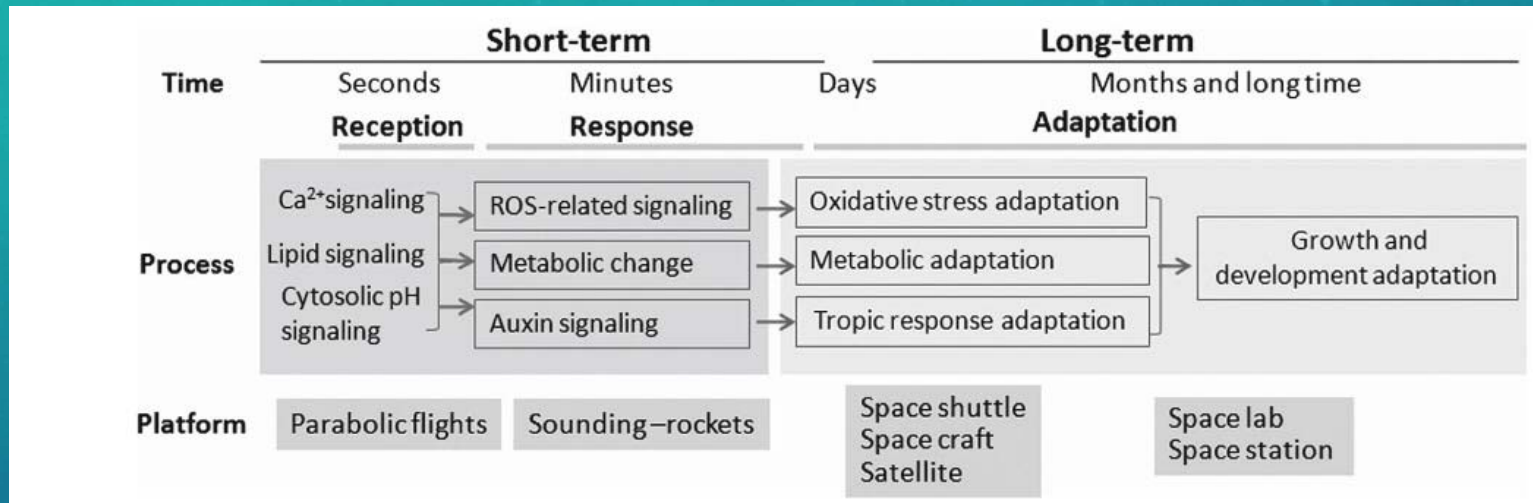 Short-term Long-term
Time Seconds Minutes Days Months and long time
Reception Response Adaptation
Process
Ca²⁺signaling
Lipid signaling
Cytosolic pH
signaling
ROS-related signaling
Metabolic change
Auxin signaling
Oxidative stress adaptation
Metabolic adaptation
Tropic response adaptation
Growth and
development adaptation
Platform
Parabolic flights
Sounding–rockets
Space shuttle
Space craft
Satellite
Space lab
Space station